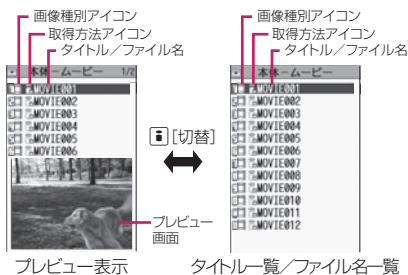 画像種別アイコン
取得方法アイコン
タイトル／ファイル名
本体－ムービー 1/2
MOVIE001
MOVIE002
MOVIE003
MOVIE004
MOVIE005
MOVIE006
プレビュー
画面
プレビュー表示
[切替]
画像種別アイコン
取得方法アイコン
タイトル／ファイル名
本体－ムービー
MOVIE001
MOVIE002
MOVIE003
MOVIE004
MOVIE005
MOVIE006
MOVIE007
MOVIE008
MOVIE009
MOVIE010
MOVIE011
MOVIE012
タイトル一覧／ファイル名一覧